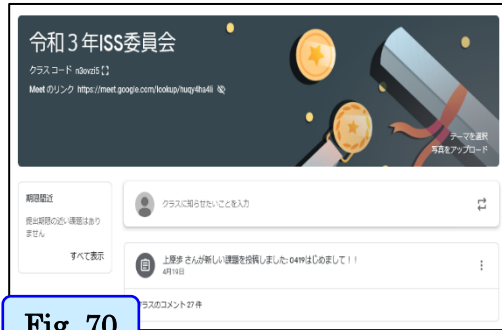 令和３年ISS委員会
クラス コード n3ovzi5
Meet のリンク https://meet.google.com/lookup/huqy4ha4ii
テーマを選択
写真をアップロード
期限間近
提出期限の近い課題はあり
ません
すべて表示
クラスに知らせたいことを入力
上原歩 さんが新しい課題を投稿しました: 0419はじめまして！！
4月19日
クラスのコメント 27 件
Fig. 70